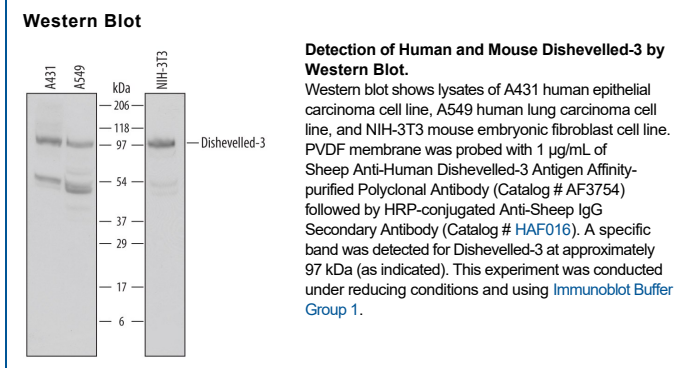 Western Blot
A431
A549
kDa
NIH-3T3
206
118
97
Dishevelled-3
54
37
29
17
6
Detection of Human and Mouse Dishevelled-3 by
Western Blot.
Western blot shows lysates of A431 human epithelial
carcinoma cell line, A549 human lung carcinoma cell
line, and NIH-3T3 mouse embryonic fibroblast cell line.
PVDF membrane was probed with 1 µg/mL of
Sheep Anti-Human Dishevelled-3 Antigen Affinity-
purified Polyclonal Antibody (Catalog # AF3754)
followed by HRP-conjugated Anti-Sheep IgG
Secondary Antibody (Catalog # HAF016). A specific
band was detected for Dishevelled-3 at approximately
97 kDa (as indicated). This experiment was conducted
under reducing conditions and using Immunoblot Buffer
Group 1.